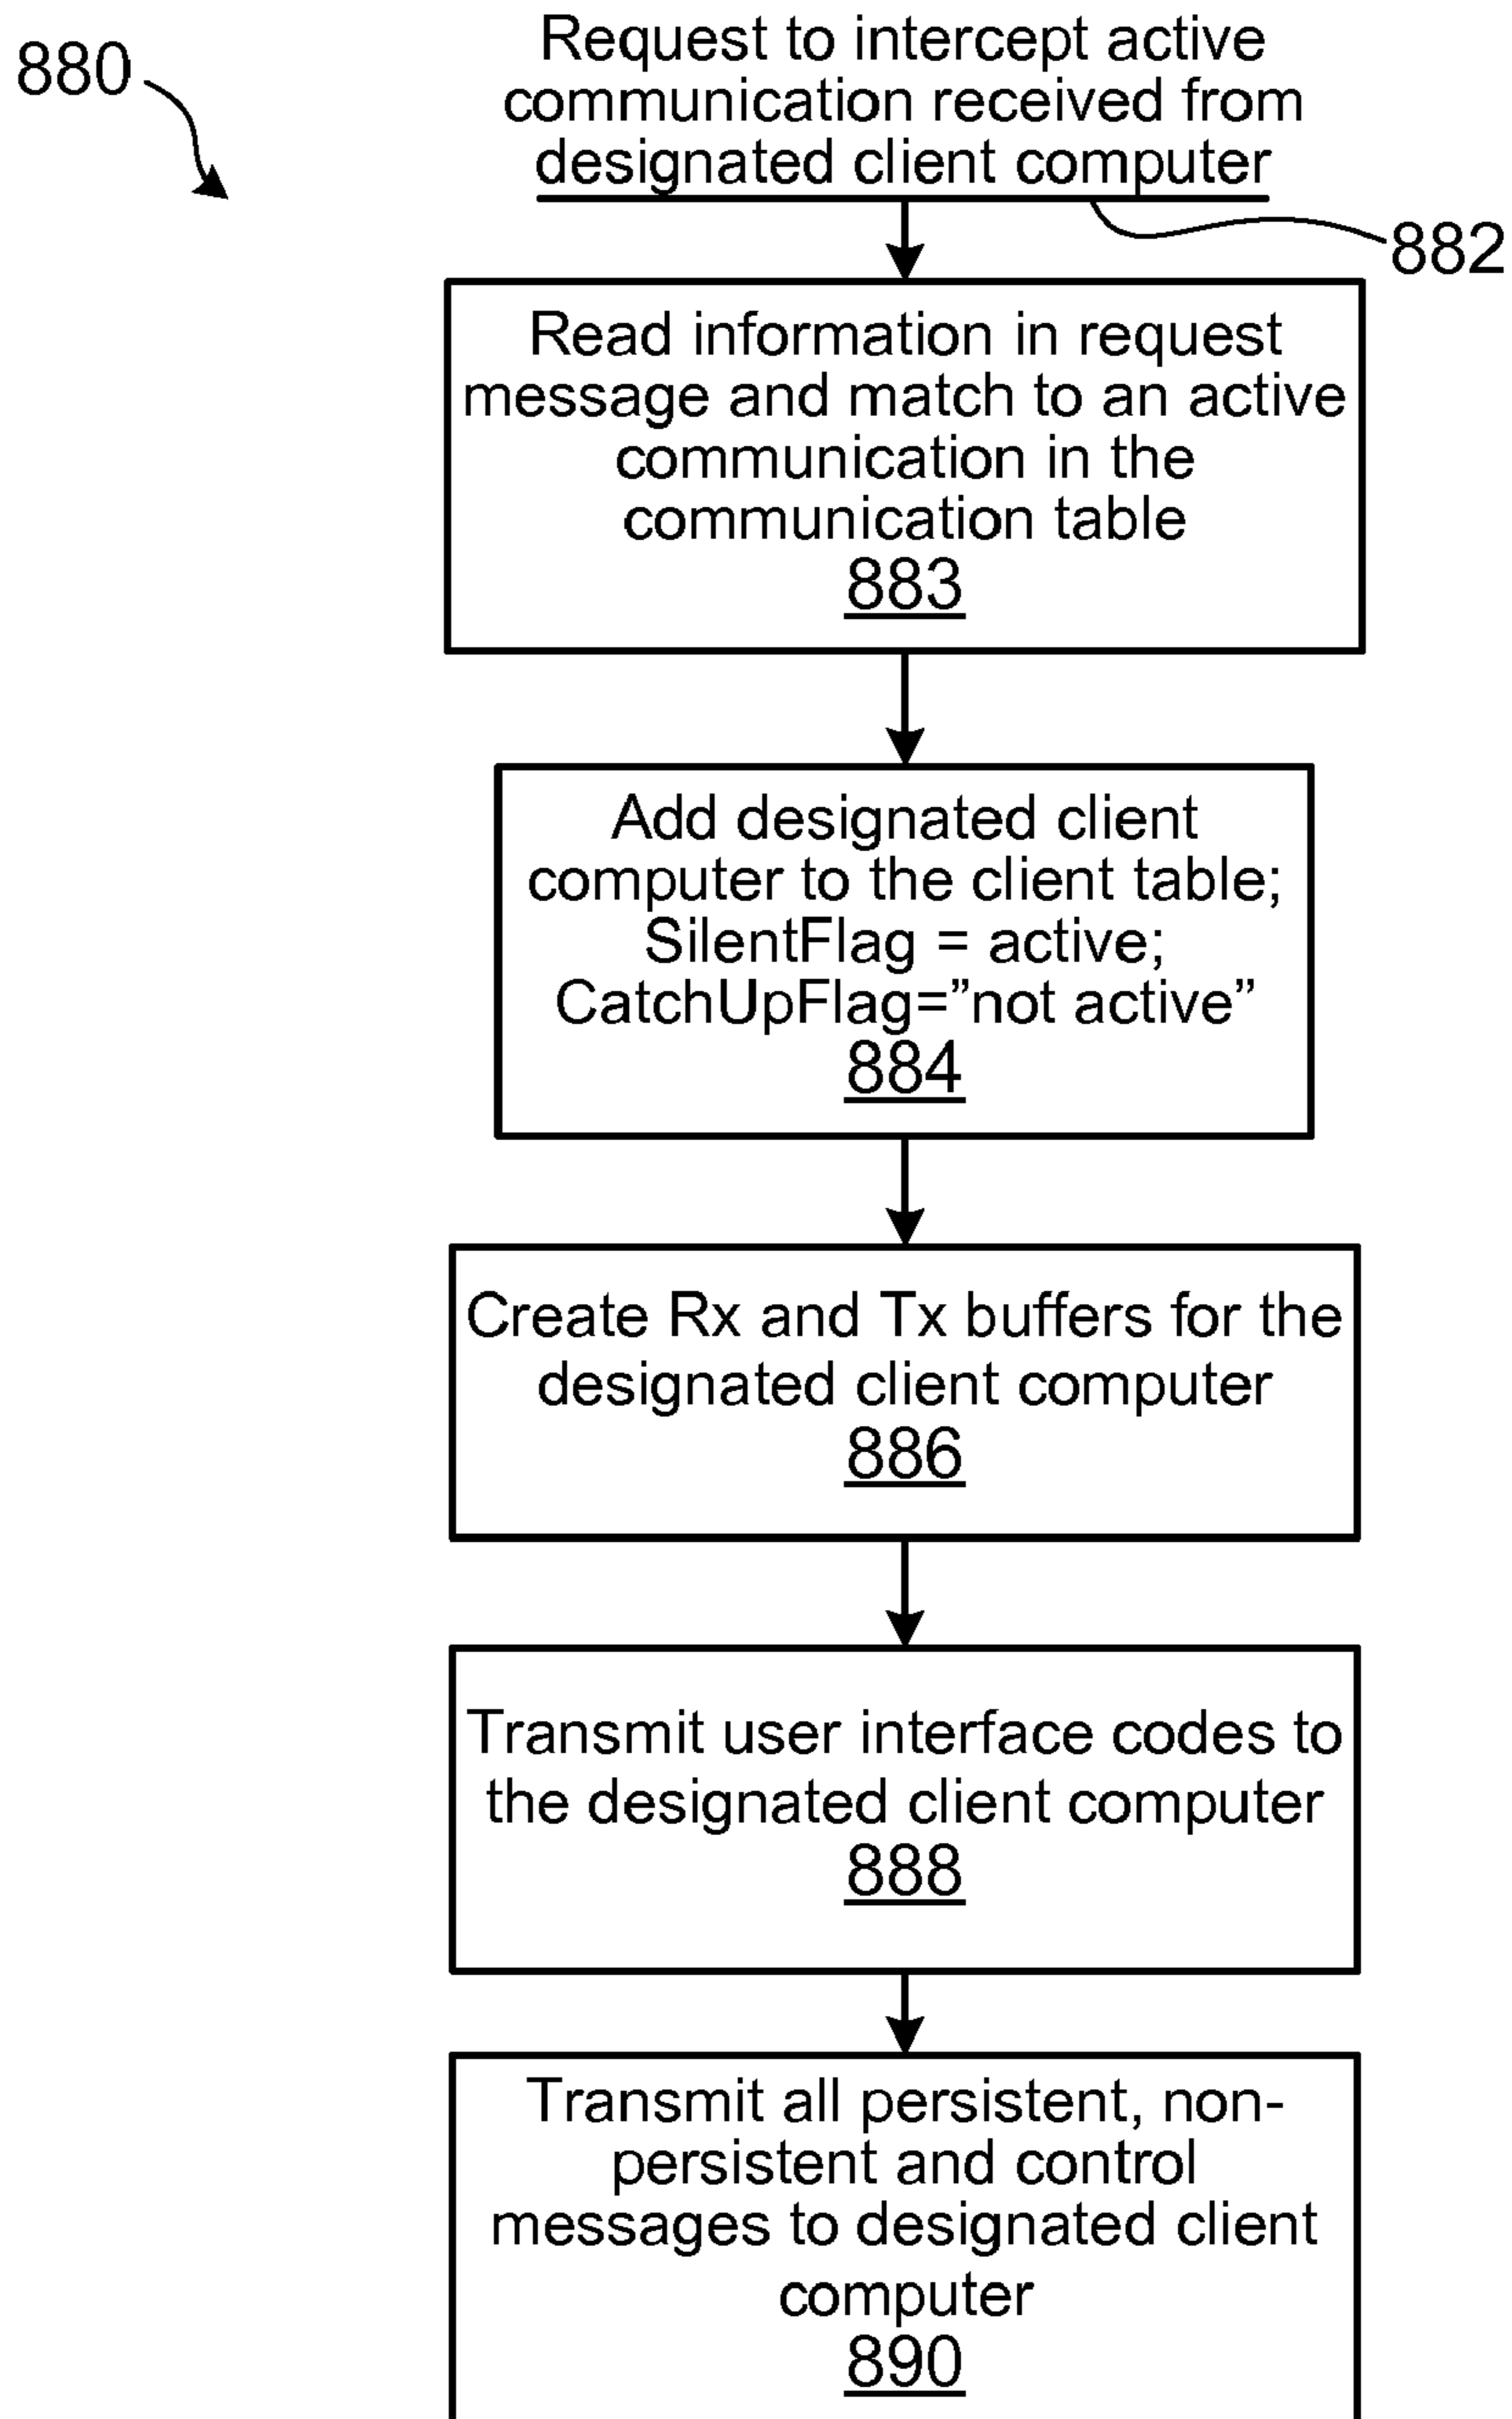 880
Request to intercept active
communication received from
designated client computer
882
Read information in request
message and match to an active
communication in the
communication table
883
Add designated client
computer to the client table;
SilentFlag = active;
CatchUpFlag=”not active”
884
Create Rx and Tx buffers for the
designated client computer
886
Transmit user interface codes to
the designated client computer
888
Transmit all persistent, non-
persistent and control
messages to designated client
computer
890